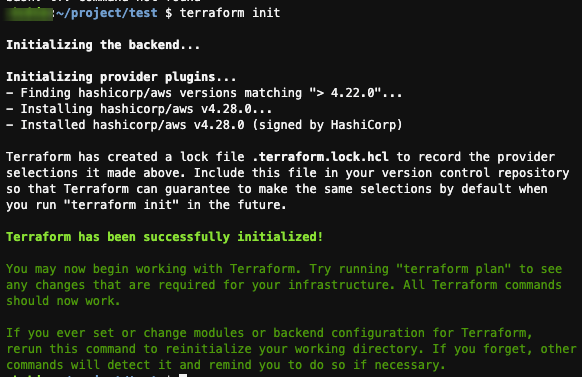 :~/project/test $ terraform init
Initializing the backend...
Initializing provider plugins...
- Finding hashicorp/aws versions matching "> 4.22.0"...
- Installing hashicorp/aws v4.28.0...
- Installed hashicorp/aws v4.28.0 (signed by HashiCorp)
Terraform has created a lock file .terraform.lock.hcl to record the provider
selections it made above. Include this file in your version control repository
so that Terraform can guarantee to make the same selections by default when
you run "terraform init" in the future.
Terraform has been successfully initialized!
You may now begin working with Terraform. Try running "terraform plan" to see
any changes that are required for your infrastructure. All Terraform commands
should now work.
If you ever set or change modules or backend configuration for Terraform,
rerun this command to reinitialize your working directory. If you forget, other
commands will detect it and remind you to do so if necessary.